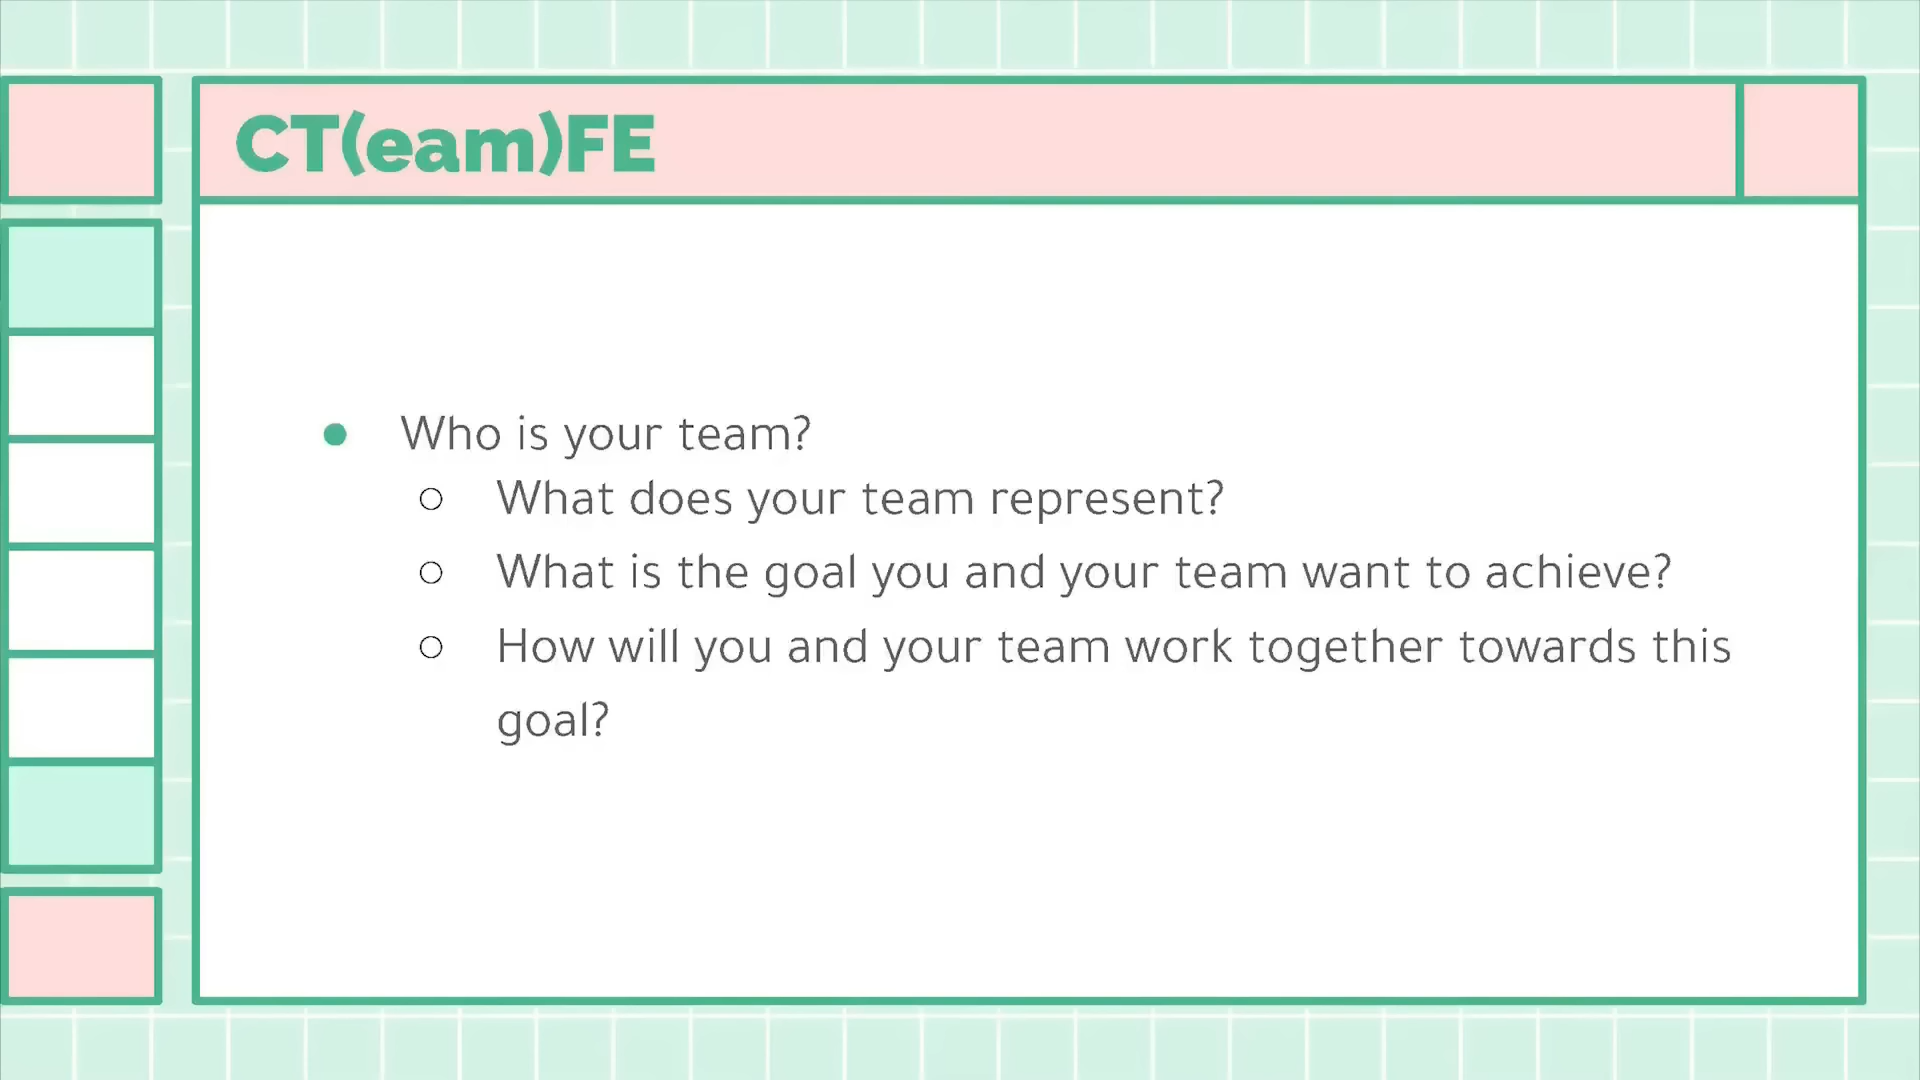 CT(eam)FE
● Who is your team?
○ What does your team represent?
○ What is the goal you and your team want to achieve?
○ How will you and your team work together towards this
goal?